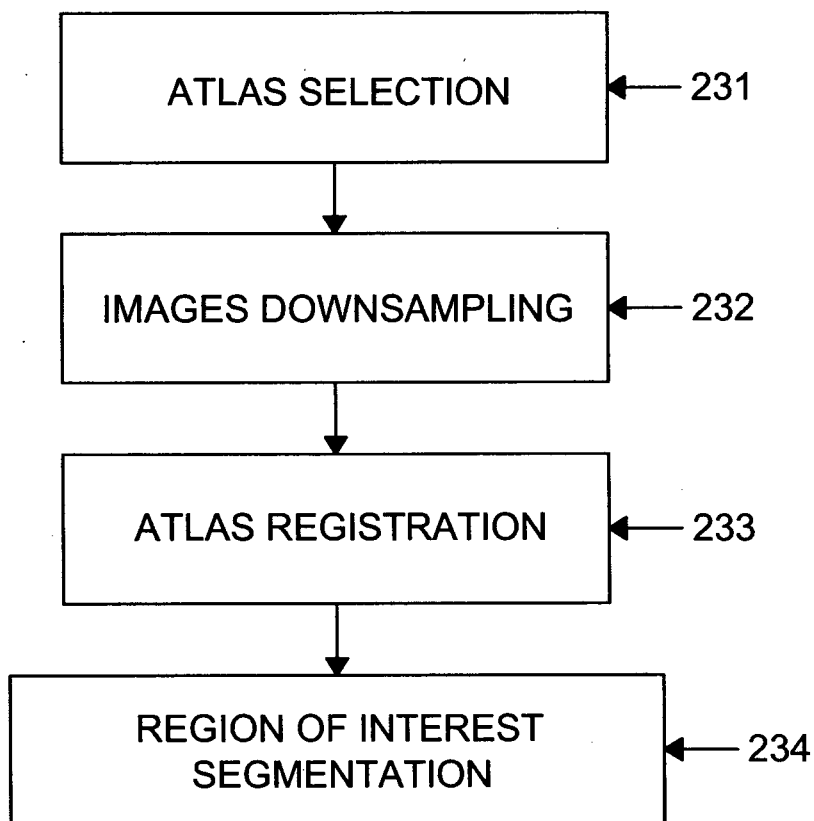 ATLAS SELECTION
231
IMAGES DOWNSAMPLING
232
ATLAS REGISTRATION
233
REGION OF INTEREST
SEGMENTATION
234